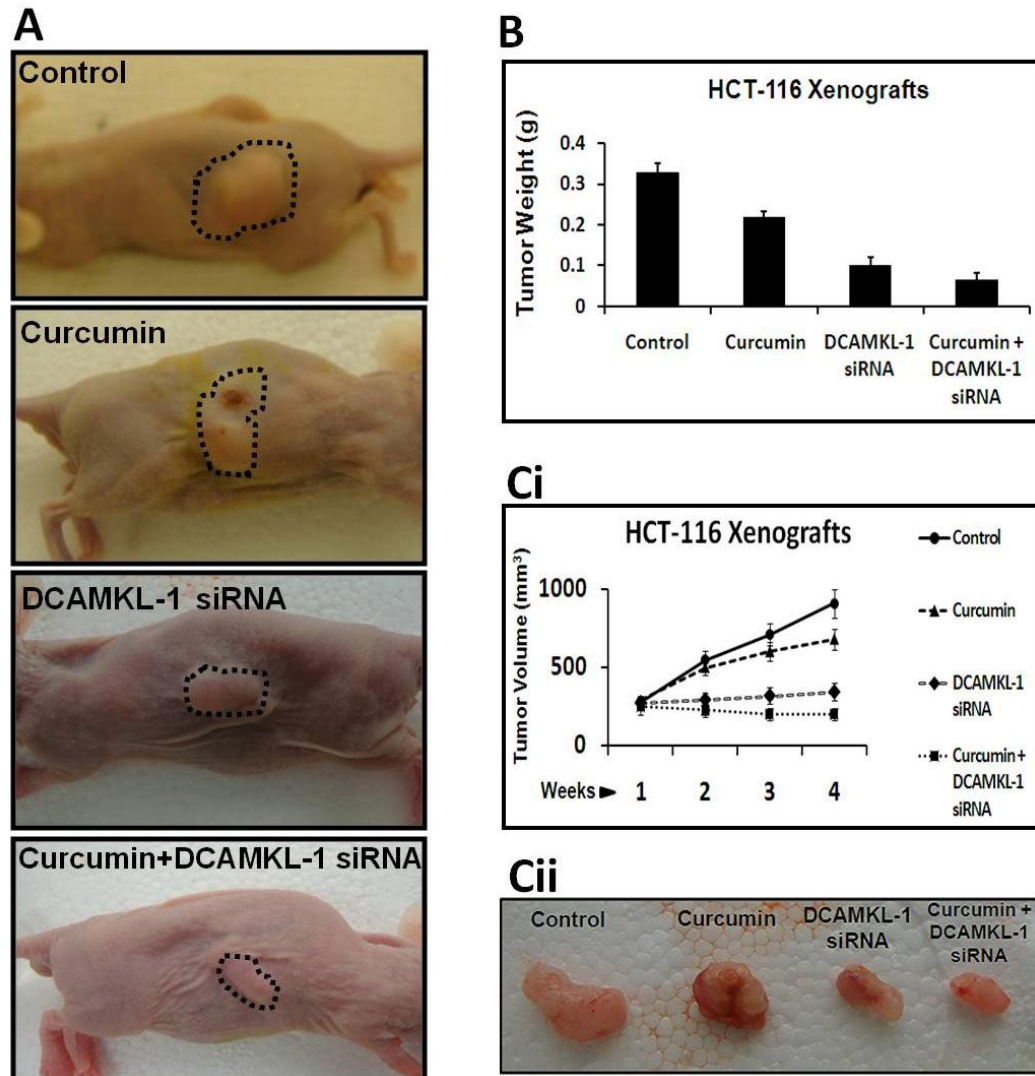 A
Control
Curcumin
DCAMKL-1 siRNA
Curcumin+DCAMKL-1 siRNA
B
HCT-116 Xenografts
Tumor Weight (g)
0.4
0.3
0.2
0.1
0
Control
Curcumin
DCAMKL-1
siRNA
Curcumin +
DCAMKL-1
siRNA
Ci
HCT-116 Xenografts
Tumor Volume (mm³)
1000
500
0
Weeks 1 2 3 4
Control
Curcumin
DCAMKL-1
siRNA
Curcumin+
DCAMKL-1
siRNA
Cii
Control
Curcumin
DCAMKL-1
siRNA
Curcumin +
DCAMKL-1
siRNA